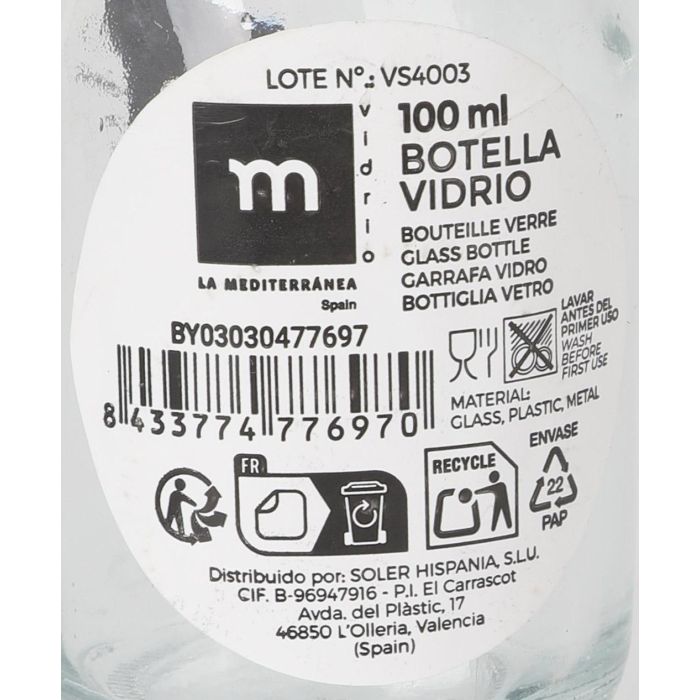 LOTE Nº.: VS4003
m
vidrio
LA MEDITERRÁNEA
Spain
100 ml
BOTELLA
VIDRIO
BOUTEILLE VERRE
GLASS BOTTLE
GARRAFA VIDRO
BOTTIGLIA VETRO
BY03030477697
8 433774 776970
LAVAR
ANTES DEL
PRIMER USO
WASH
BEFORE
FIRST USE
MATERIAL:
GLASS, PLASTIC, METAL
FR
RECYCLE
ENVASE
22
PAP
Distribuido por: SOLER HISPANIA, S.L.U.
CIF. B-96947916 - P.I. El Carrascot
Avda. del Plàstic, 17
46850 L'Olleria, Valencia
(Spain)